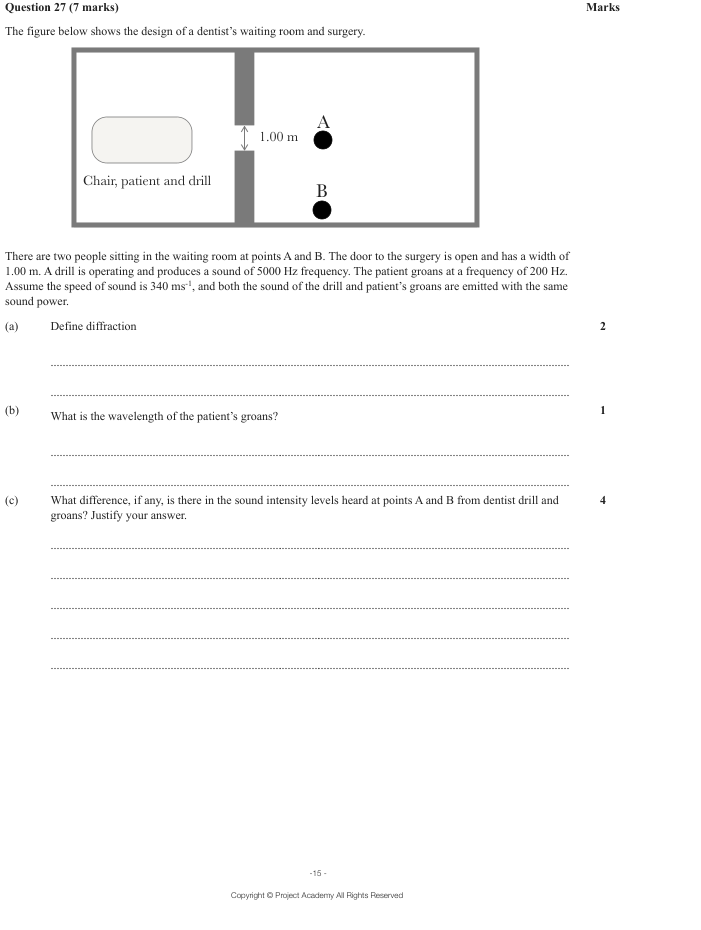 Question 27 (7 marks) Marks
The figure below shows the design of a dentist's waiting room and surgery.
A
1.00 m
Chair, patient and drill
B
There are two people sitting in the waiting room at points A and B. The door to the surgery is open and has a width of
1.00 m. A drill is operating and produces a sound of 5000 Hz frequency. The patient groans at a frequency of 200 Hz.
Assume the speed of sound is 340 ms⁻¹, and both the sound of the drill and patient's groans are emitted with the same
sound power.
(a) Define diffraction 2
(b) What is the wavelength of the patient's groans? 1
(c) What difference, if any, is there in the sound intensity levels heard at points A and B from dentist drill and 4
groans? Justify your answer.
-15 -
Copyright © Project Academy All Rights Reserved